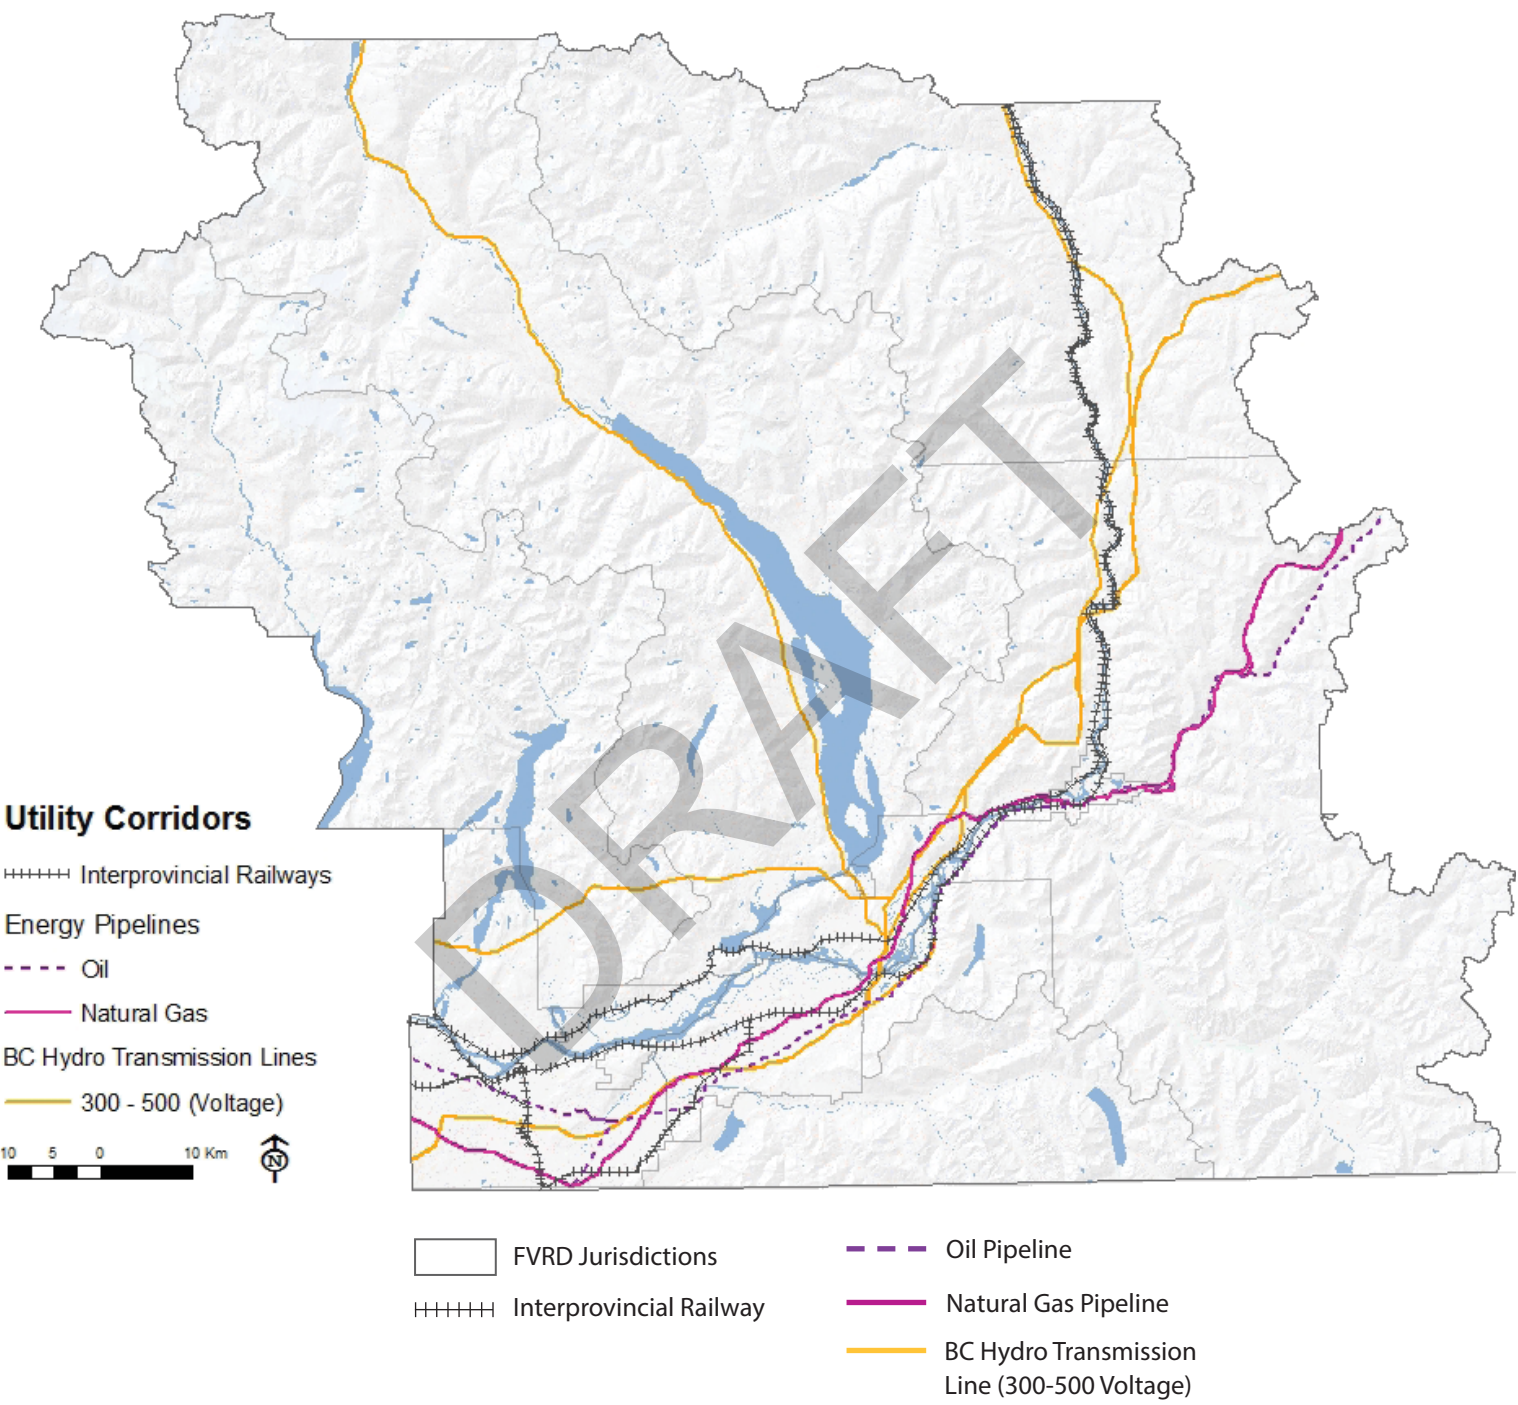 DRAFT
Utility Corridors
Interprovincial Railways
Energy Pipelines
Oil
Natural Gas
BC Hydro Transmission Lines
300 - 500 (Voltage)
10 5 0 10 Km
N
FVRD Jurisdictions
Interprovincial Railway
Oil Pipeline
Natural Gas Pipeline
BC Hydro Transmission
Line (300-500 Voltage)